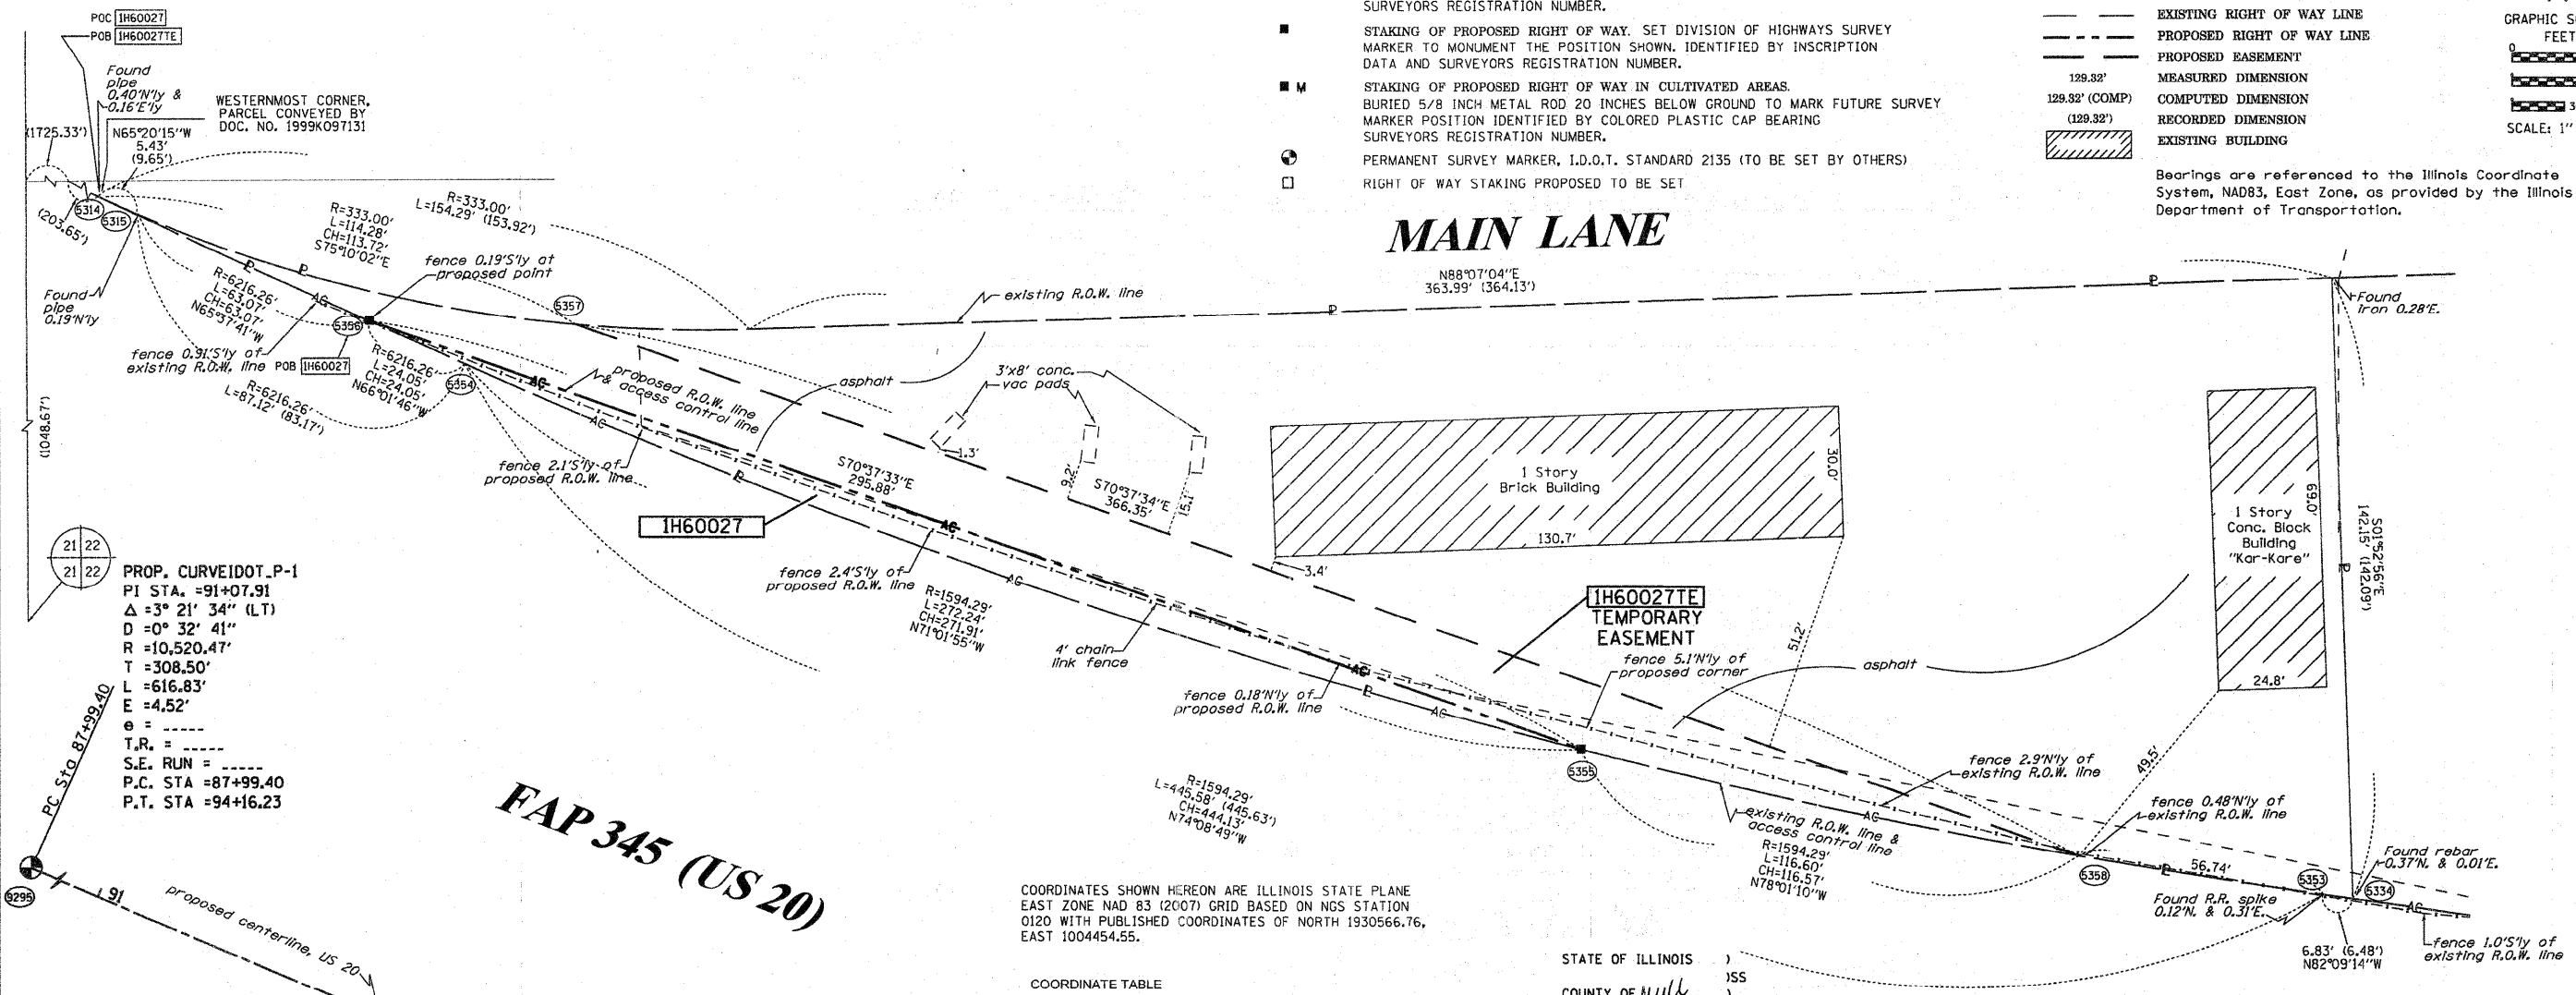 POC 1H60027
POB 1H60027TE
Found
pipe
0.40'N'ly &
0.16'E'ly
WESTERNMOST CORNER,
PARCEL CONVEYED BY
DOC. NO. 1999K097131
(1725.33')
N65°20'15"W
5.43'
(9.65')
(203.65')
5314
5315
Found
pipe
0.19'N'ly
(1048.67')
R=333.00'
L=114.28'
CH=113.72'
S75°10'02"E
R=333.00'
L=154.29' (153.92')
fence 0.19'S'ly at
proposed point
R=6216.26'
L=63.07'
CH=63.07'
N65°37'41"W
AC
fence 0.91'S'ly of
existing R.O.W. line
POB 1H60027
5356
5357
R=6216.26'
L=87.12' (83.17')
R=6216.26'
L=24.05'
CH=24.05'
N66°01'46"W
5354
SURVEYORS REGISTRATION NUMBER.
STAKING OF PROPOSED RIGHT OF WAY. SET DIVISION OF HIGHWAYS SURVEY
MARKER TO MONUMENT THE POSITION SHOWN. IDENTIFIED BY INSCRIPTION
DATA AND SURVEYORS REGISTRATION NUMBER.
M STAKING OF PROPOSED RIGHT OF WAY IN CULTIVATED AREAS.
BURIED 5/8 INCH METAL ROD 20 INCHES BELOW GROUND TO MARK FUTURE SURVEY
MARKER POSITION IDENTIFIED BY COLORED PLASTIC CAP BEARING
SURVEYORS REGISTRATION NUMBER.
PERMANENT SURVEY MARKER, I.D.O.T. STANDARD 2135 (TO BE SET BY OTHERS)
RIGHT OF WAY STAKING PROPOSED TO BE SET
EXISTING RIGHT OF WAY LINE
PROPOSED RIGHT OF WAY LINE
PROPOSED EASEMENT
129.32' MEASURED DIMENSION
129.32' (COMP) COMPUTED DIMENSION
(129.32') RECORDED DIMENSION
EXISTING BUILDING
GRAPHIC
FEET
0
3
SCALE: 1"
Bearings are referenced to the Illinois Coordinate
System, NAD83, East Zone, as provided by the Illinois
Department of Transportation.
MAIN LANE
N88°07'04"E
363.99' (364.13')
existing R.O.W. line
Found
iron 0.28'E.
proposed R.O.W. line
& access control line
asphalt
3'x8' conc.
vac pads
1.3'
9.2'
15.1'
S70°37'34"E
366.35'
S70°37'33"E
295.88'
fence 2.1'S'ly of
proposed R.O.W. line
1H60027
fence 2.4'S'ly of
proposed R.O.W. line
R=1594.29'
L=272.24'
CH=271.91'
N71°01'55"W
4' chain
link fence
1 Story
Brick Building
30.0'
130.7'
3.4'
1 Story
Conc. Block
Building
"Kar-Kare"
69.0'
24.8'
S01°52'56"E
142.15' (142.09')
1H60027TE
TEMPORARY
EASEMENT
51.2'
asphalt
49.5'
fence 5.1'N'ly of
proposed corner
fence 0.18'N'ly of
proposed R.O.W. line
5355
fence 2.9'N'ly of
existing R.O.W. line
fence 0.48'N'ly of
existing R.O.W. line
existing R.O.W. line &
access control line
R=1594.29'
L=116.60'
CH=116.57'
N78°01'10"W
R=1594.29'
L=445.58' (445.63')
CH=444.13'
N74°08'49"W
5358
56.74'
5353
5334
Found rebar
0.37'N. & 0.01'E.
Found R.R. spike
0.12'N. & 0.31'E.
6.83' (6.48')
N82°09'14"W
fence 1.0'S'ly of
existing R.O.W. line
21 22
21 22
PROP. CURVEIDOT_P-1
PI STA. =91+07.91
Δ =3° 21' 34" (LT)
D =0° 32' 41"
R =10,520.47'
T =308.50'
L =616.83'
E =4.52'
e = -----
T.R. = -----
S.E. RUN = -----
P.C. STA =87+99.40
P.T. STA =94+16.23
PC Sta 87+99.40
9295
91
proposed centerline, US 20
FAP 345 (US 20)
COORDINATES SHOWN HEREON ARE ILLINOIS STATE PLANE
EAST ZONE NAD 83 (2007) GRID BASED ON NGS STATION
0120 WITH PUBLISHED COORDINATES OF NORTH 1930566.76,
EAST 1004454.55.
COORDINATE TABLE
STATE OF ILLINOIS )
)SS
COUNTY OF